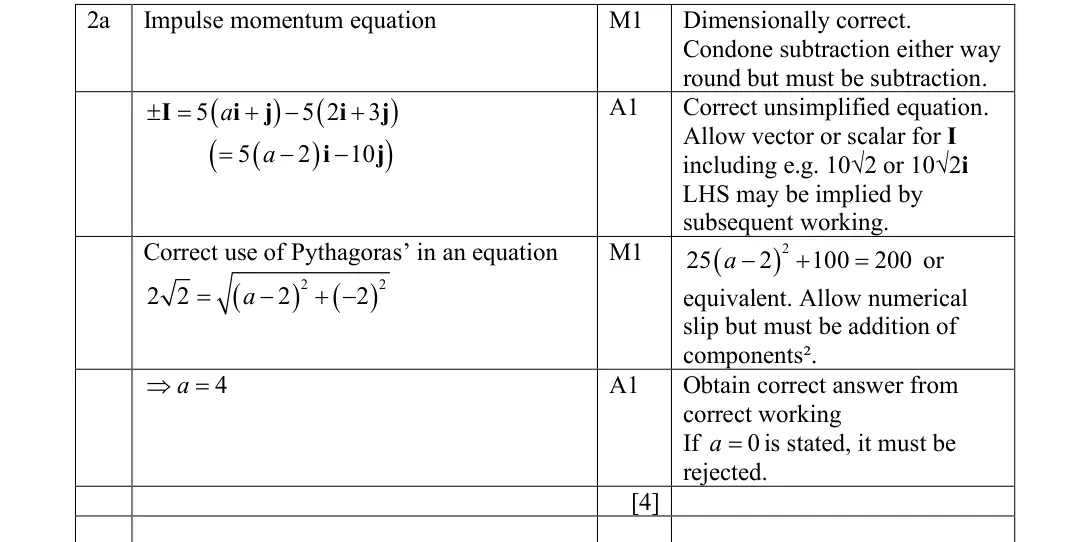 2a Impulse momentum equation M1 Dimensionally correct.
Condone subtraction either way
round but must be subtraction.
±I = 5(ai + j) − 5(2i + 3j) A1 Correct unsimplified equation.
(= 5(a − 2)i − 10j) Allow vector or scalar for I
including e.g. 10√2 or 10√2i
LHS may be implied by
subsequent working.
Correct use of Pythagoras’ in an equation M1 25(a − 2)² + 100 = 200 or
2√2 = √((a − 2)² + (−2)²) equivalent. Allow numerical
slip but must be addition of
components².
⇒ a = 4 A1 Obtain correct answer from
correct working
If a = 0 is stated, it must be
rejected.
[4]